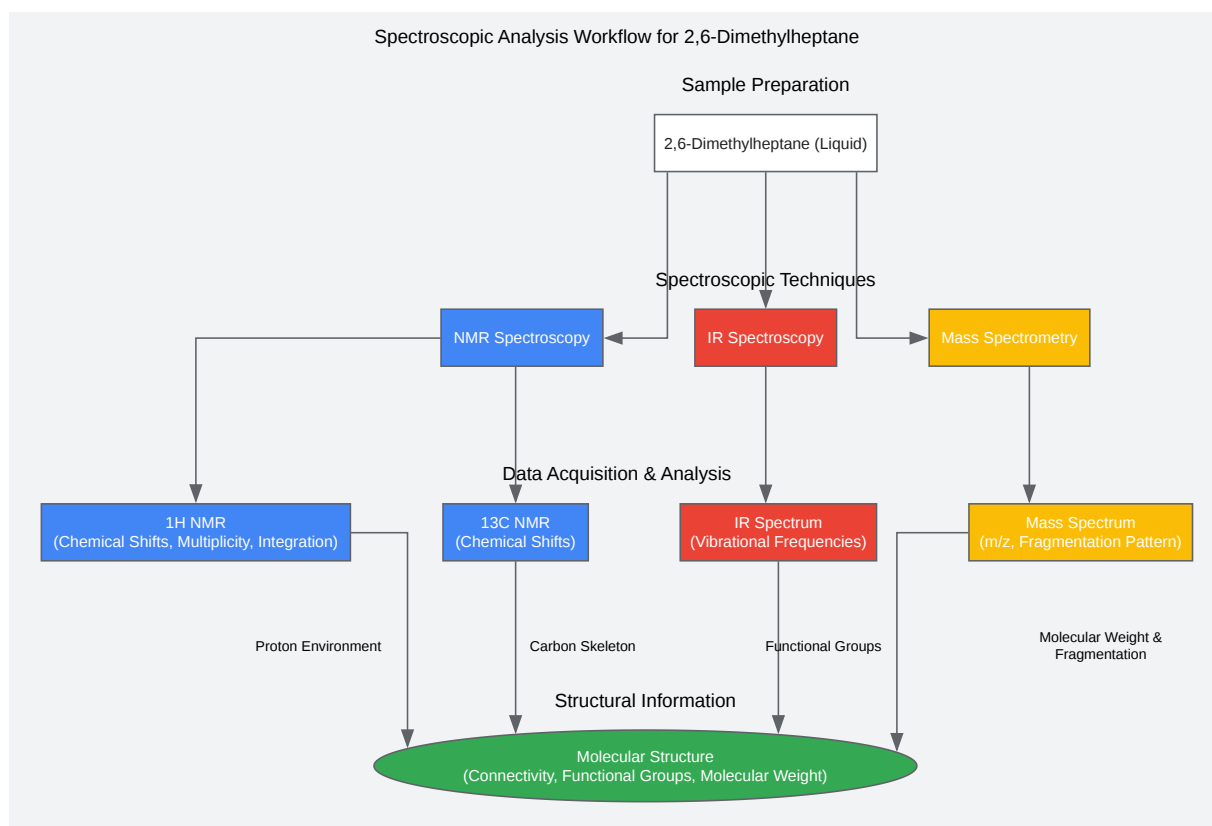 Spectroscopic Analysis Workflow for 2,6-Dimethylheptane
Sample Preparation
2,6-Dimethylheptane (Liquid)
Spectroscopic Techniques
NMR Spectroscopy
IR Spectroscopy
Mass Spectrometry
Data Acquisition & Analysis
1H NMR
(Chemical Shifts, Multiplicity, Integration)
13C NMR
(Chemical Shifts)
IR Spectrum
(Vibrational Frequencies)
Mass Spectrum
(m/z, Fragmentation Pattern)
Proton Environment
Carbon Skeleton
Functional Groups
Molecular Weight &
Fragmentation
Structural Information
Molecular Structure
(Connectivity, Functional Groups, Molecular Weight)